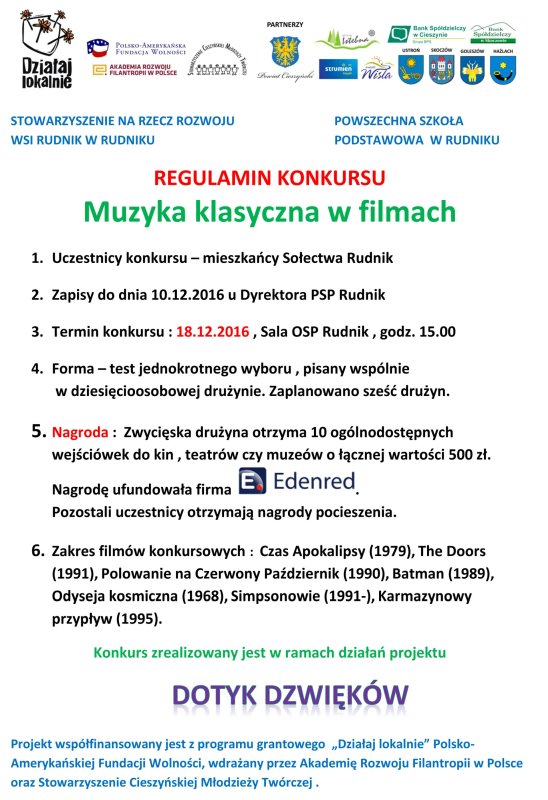 Działaj
lokalnie
POLSKO-AMERYKAŃSKA
FUNDACJA WOLNOŚCI
AKADEMIA ROZWOJU
FILANTROPII W POLSCE
PARTNERZY
Powiat Cieszyński
Istebna
strumień
Wisła
Bank Spółdzielczy
w Cieszynie
Bank
Spółdzielczy
USTROŃ SKOCZÓW GOLESZÓW HAŻLACH
STOWARZYSZENIE NA RZECZ ROZWOJU
WSI RUDNIK W RUDNIKU
POWSZECHNA SZKOŁA
PODSTAWOWA W RUDNIKU
REGULAMIN KONKURSU
Muzyka klasyczna w filmach
1. Uczestnicy konkursu – mieszkańcy Sołectwa Rudnik
2. Zapisy do dnia 10.12.2016 u Dyrektora PSP Rudnik
3. Termin konkursu : 18.12.2016 , Sala OSP Rudnik , godz. 15.00
4. Forma – test jednokrotnego wyboru , pisany wspólnie
w dziesięcioosobowej drużynie. Zaplanowano sześć drużyn.
5. Nagroda : Zwycięska drużyna otrzyma 10 ogólnodostępnych
wejściówek do kin , teatrów czy muzeów o łącznej wartości 500 zł.
Nagrodę ufundowała firma E Edenred.
Pozostali uczestnicy otrzymają nagrody pocieszenia.
6. Zakres filmów konkursowych : Czas Apokalipsy (1979), The Doors
(1991), Polowanie na Czerwony Październik (1990), Batman (1989),
Odyseja kosmiczna (1968), Simpsonowie (1991-), Karmazynowy
przypływ (1995).
Konkurs zrealizowany jest w ramach działań projektu
DOTYK DZWIĘKÓW
Projekt współfinansowany jest z programu grantowego „Działaj lokalnie” Polsko-
Amerykańskiej Fundacji Wolności, wdrażany przez Akademię Rozwoju Filantropii w Polsce
oraz Stowarzyszenie Cieszyńskiej Młodzieży Twórczej .